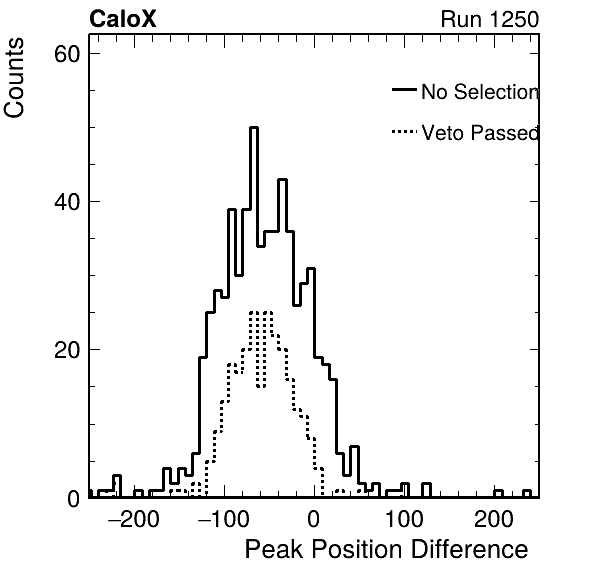 CaloX Run 1250
Counts
60
No Selection
Veto Passed
40
20
0
−200 −100 0 100 200
Peak Position Difference